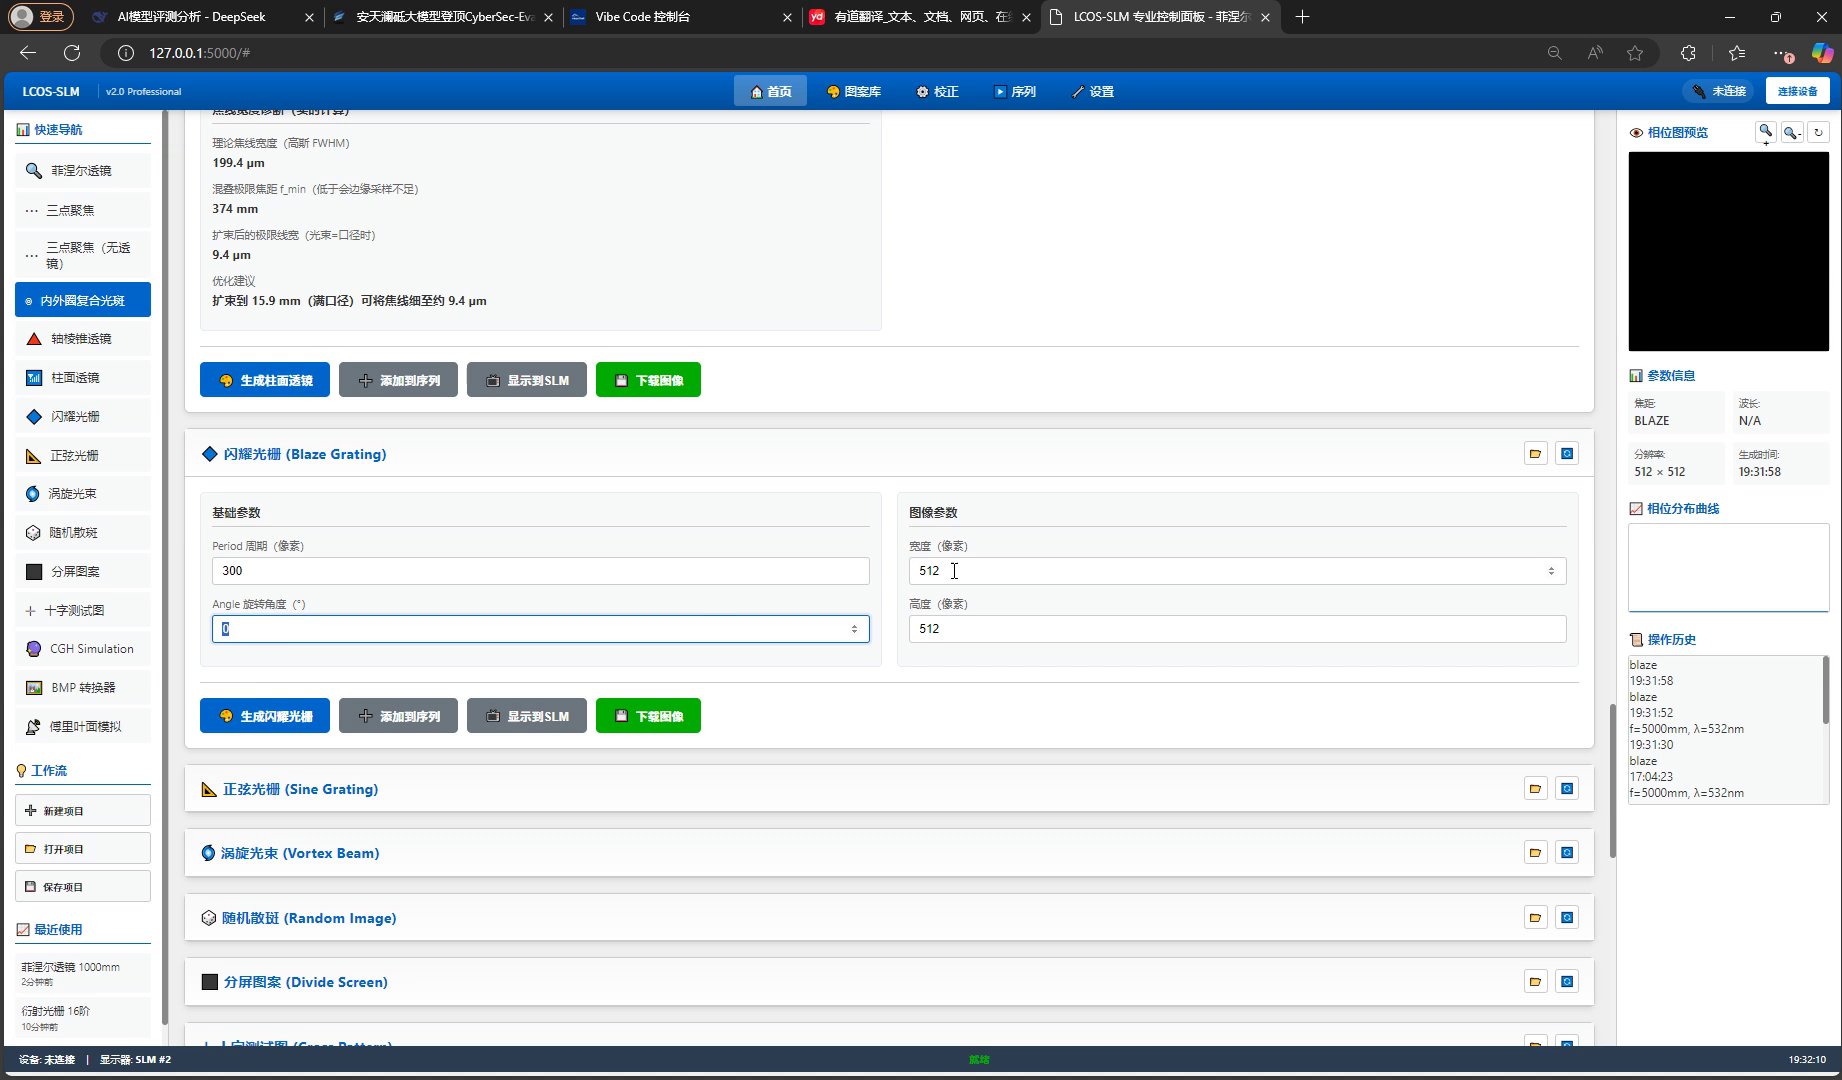 登录
AI模型评测分析 - DeepSeek
安天澜砥大模型登顶CyberSec-Eva
Vibe Code 控制台
有道翻译_文本、文档、网页、在
LCOS-SLM 专业控制面板 - 菲涅尔
127.0.0.1:5000/#
LCOS-SLM
v2.0 Professional
首页
图案库
校正
序列
设置
未连接
连接设备
快速导航
菲涅尔透镜
三点聚焦
三点聚焦（无透
镜）
内外圈复合光斑
轴棱锥透镜
柱面透镜
闪耀光栅
正弦光栅
涡旋光束
随机散斑
分屏图案
十字测试图
CGH Simulation
BMP 转换器
傅里叶面模拟
工作流
新建项目
打开项目
保存项目
最近使用
菲涅尔透镜 1000mm
2分钟前
衍射光栅 16阶
10分钟前
理论焦线宽度（高斯 FWHM）
199.4 μm
混叠极限焦距 f_min（低于会边缘采样不足）
374 mm
扩束后的极限线宽（光束=口径时）
9.4 μm
优化建议
扩束到 15.9 mm（满口径）可将焦线细至约 9.4 μm
生成柱面透镜
添加到序列
显示到SLM
下载图像
闪耀光栅 (Blaze Grating)
基础参数
Period 周期（像素）
300
Angle 旋转角度（°）
0
图像参数
宽度（像素）
512
高度（像素）
512
生成闪耀光栅
添加到序列
显示到SLM
下载图像
正弦光栅 (Sine Grating)
涡旋光束 (Vortex Beam)
随机散斑 (Random Image)
分屏图案 (Divide Screen)
相位图预览
参数信息
焦距:
BLAZE
波长:
N/A
分辨率:
512 × 512
生成时间:
19:31:58
相位分布曲线
操作历史
blaze
19:31:58
blaze
19:31:52
f=5000mm, λ=532nm
19:31:30
blaze
17:04:23
f=5000mm, λ=532nm
设备: 未连接 | 显示器: SLM #2
就绪
19:32:10